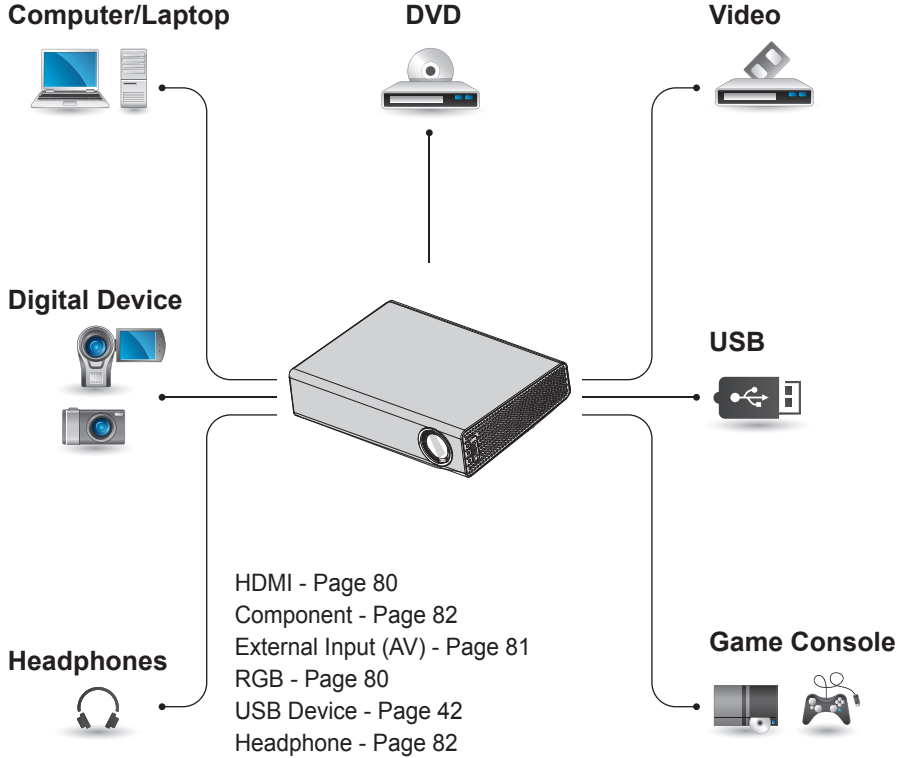 Computer/Laptop
DVD
Video
Digital Device
USB
HDMI - Page 80
Component - Page 82
External Input (AV) - Page 81
RGB - Page 80
USB Device - Page 42
Headphone - Page 82
Headphones
Game Console